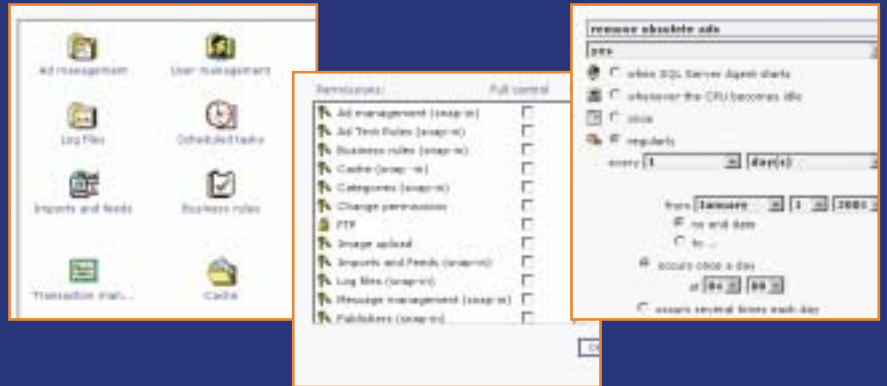 Ad management
User management
Log files
Scheduled tasks
Imports and feeds
Business rules
Transaction man...
Cache
Permissions:
Full control
Ad management (snap-in)
Ad Text Rules (snap-in)
Business rules (snap-in)
Cache (snap-in)
Categories (snap-in)
Change permissions
FTP
Image upload
Imports and Feeds (snap-in)
Log files (snap-in)
Message management (snap-in)
Publishers (snap-in)
remove obsolete ads
yes
when SQL Server Agent starts
whenever the CPU becomes idle
once
regularly
every 1 day(s)
from January 1
no end date
to ...
occurs once a day
at
occurs several times each day